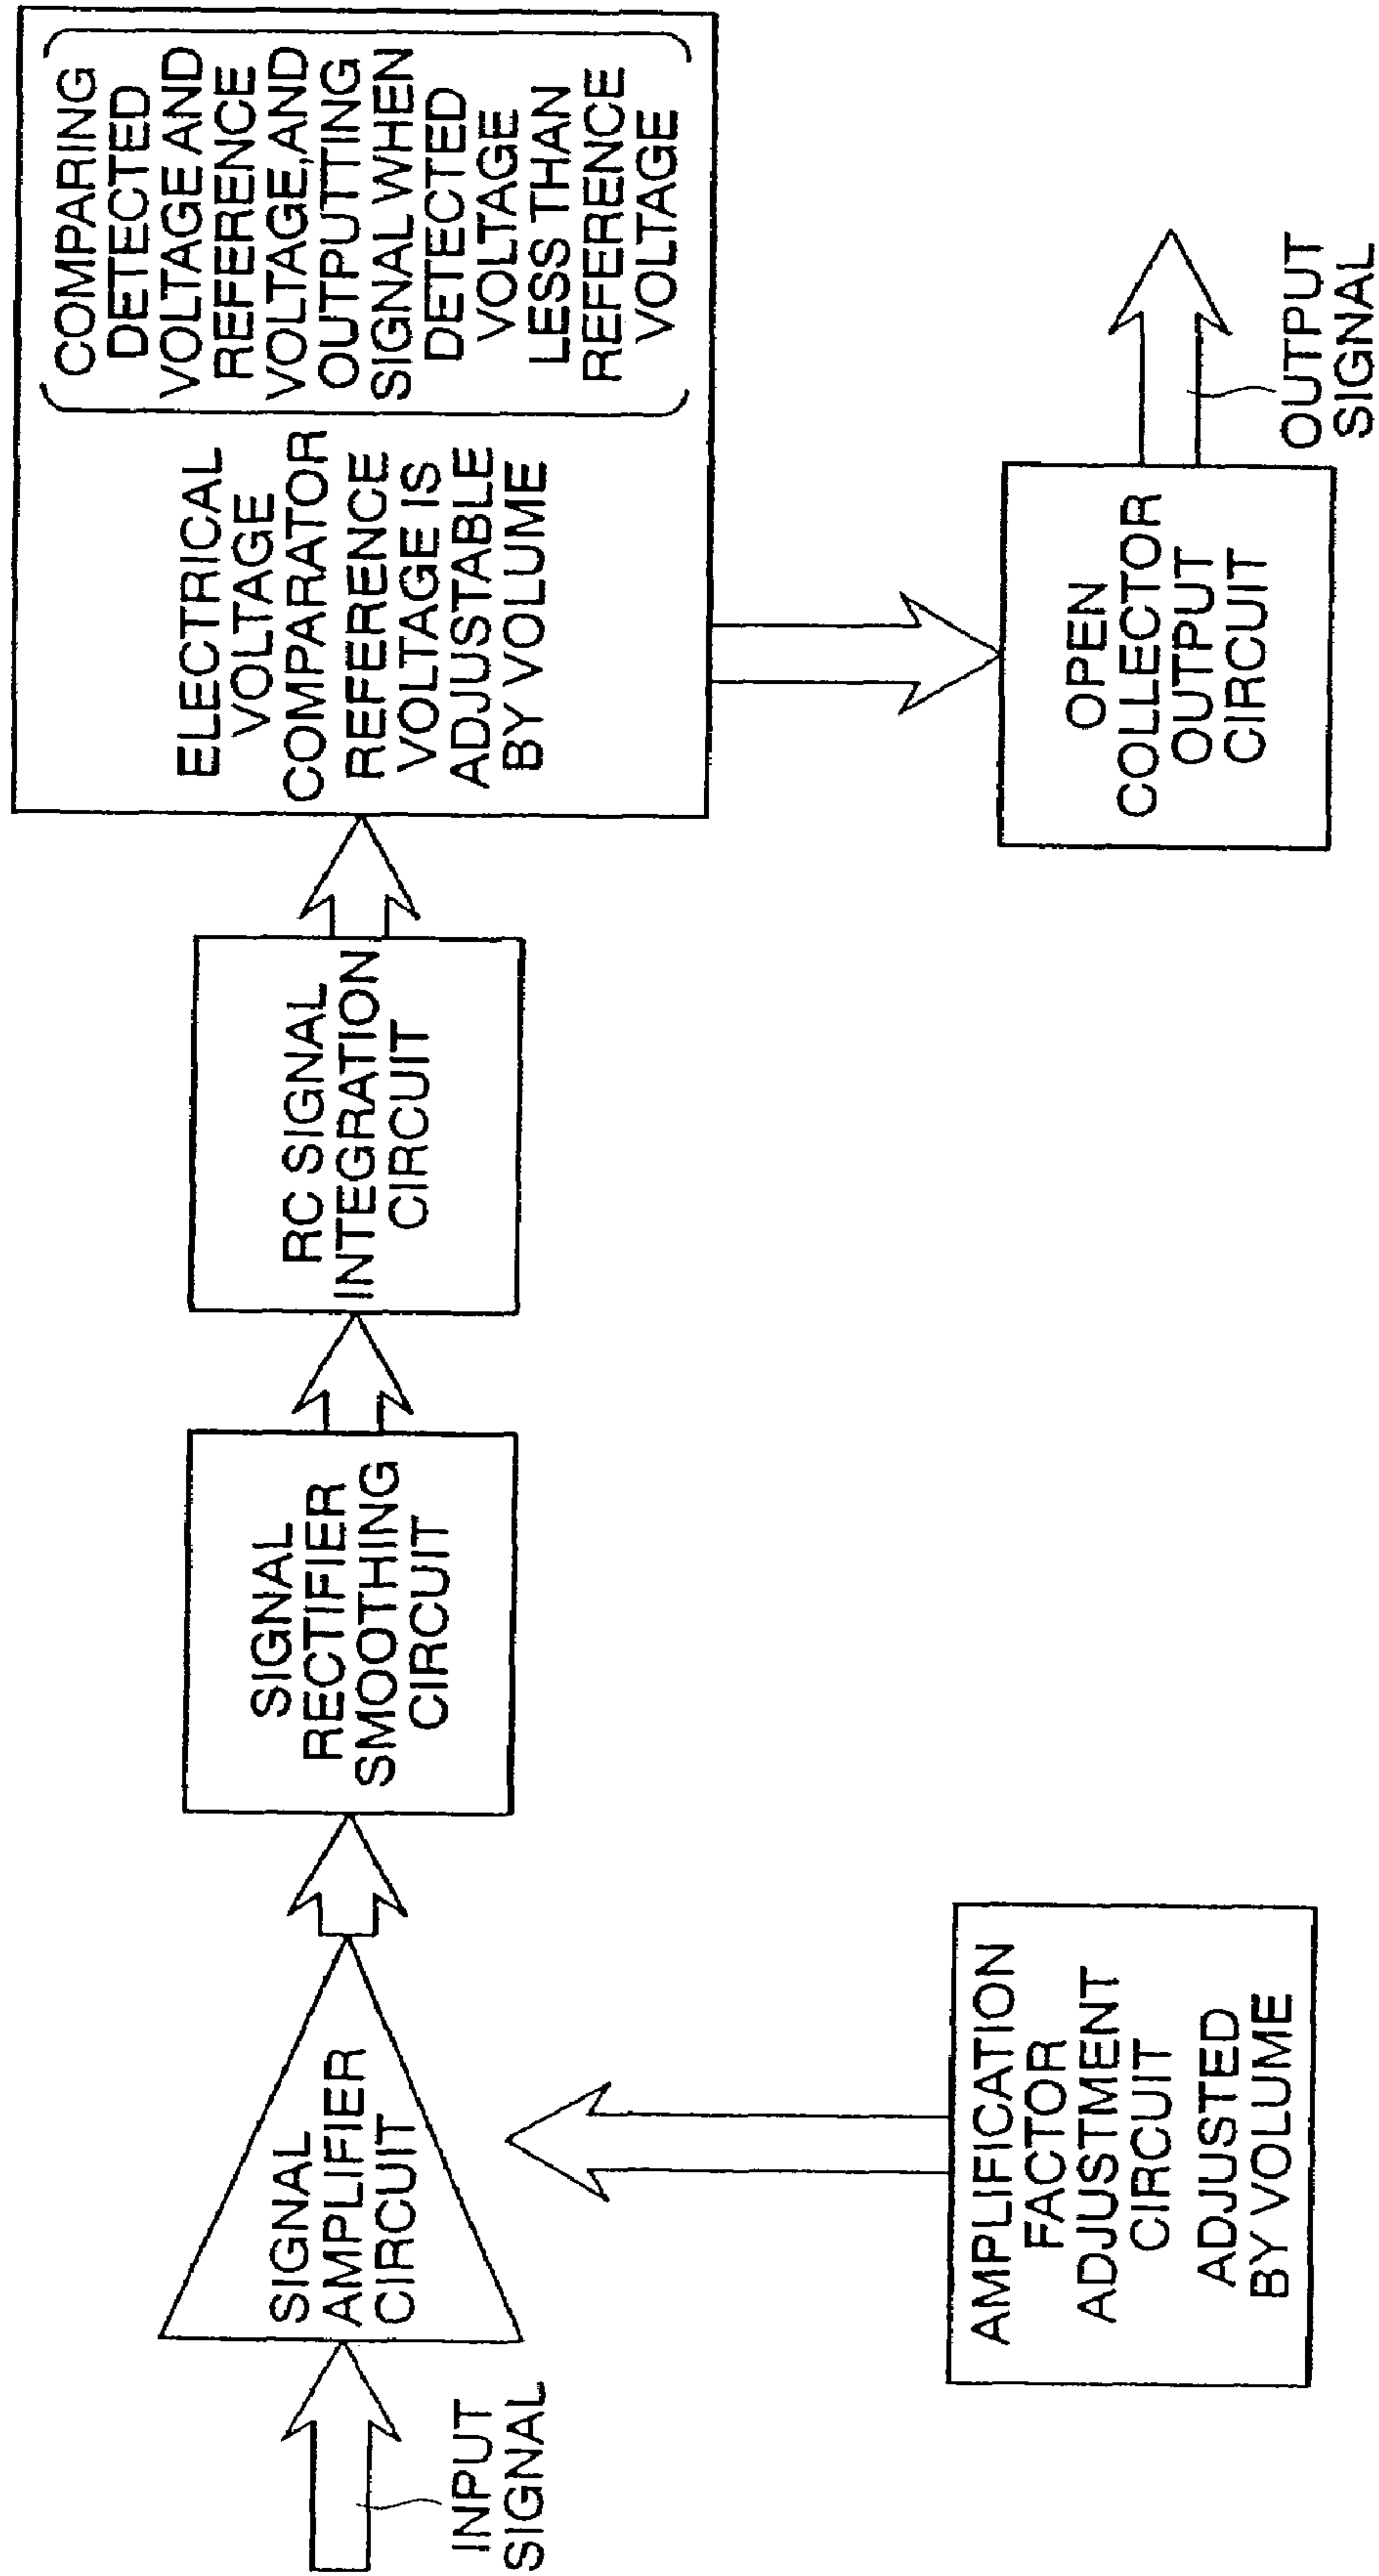 INPUT
SIGNAL
SIGNAL
AMPLIFIER
CIRCUIT
AMPLIFICATION
FACTOR
ADJUSTMENT
CIRCUIT
ADJUSTED
BY VOLUME
SIGNAL
RECTIFIER
SMOOTHING
CIRCUIT
RC SIGNAL
INTEGRATION
CIRCUIT
ELECTRICAL
VOLTAGE
COMPARATOR
REFERENCE
VOLTAGE IS
ADJUSTABLE
BY VOLUME
COMPARING
DETECTED
VOLTAGE AND
REFERENCE
VOLTAGE, AND
OUTPUTTING
SIGNAL WHEN
DETECTED
VOLTAGE
LESS THAN
REFERENCE
VOLTAGE
OPEN
COLLECTOR
OUTPUT
CIRCUIT
OUTPUT
SIGNAL